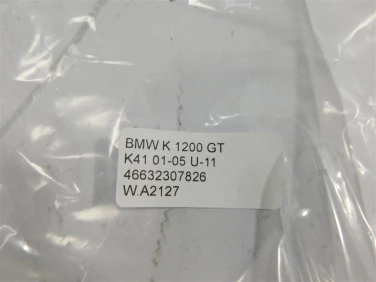 BMW K 1200 GT
K41 01-05 U-11
46632307826
W.A2127